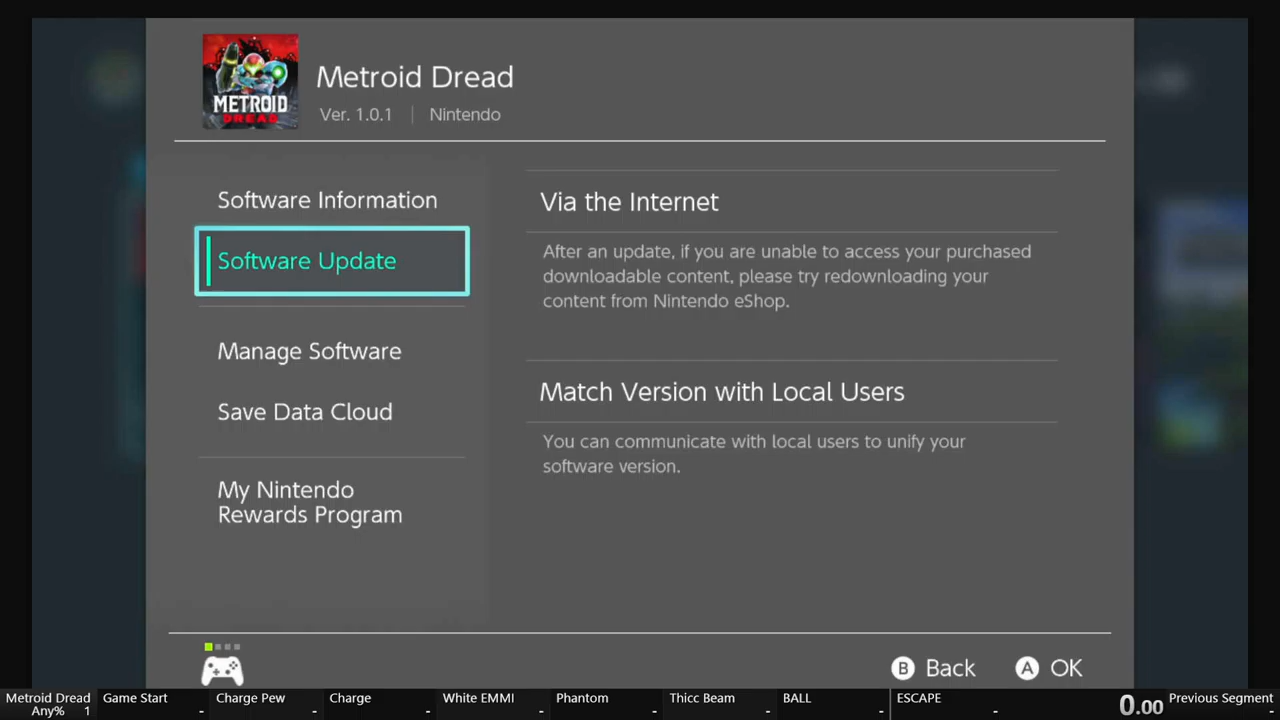 METROID
DREAD
Metroid Dread
Ver. 1.0.1 | Nintendo
Software Information
Software Update
Manage Software
Save Data Cloud
My Nintendo
Rewards Program
Via the Internet
After an update, if you are unable to access your purchased
downloadable content, please try redownloading your
content from Nintendo eShop.
Match Version with Local Users
You can communicate with local users to unify your
software version.
B Back
A OK
Metroid Dread
Any% 1
Game Start -
Charge Pew -
Charge -
White EMMI -
Phantom -
Thicc Beam -
BALL -
ESCAPE -
0.00
Previous Segment
-